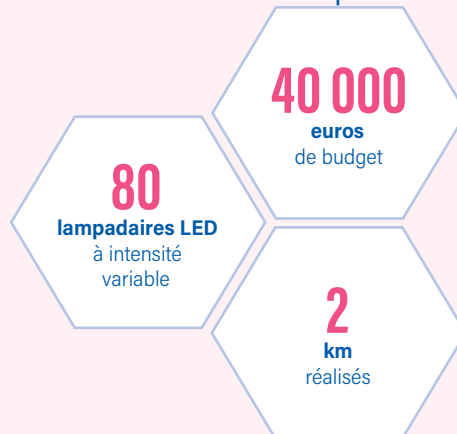 40 000
euros
de budget
80
lampadaires LED
à intensité
variable
2
km
réalisés